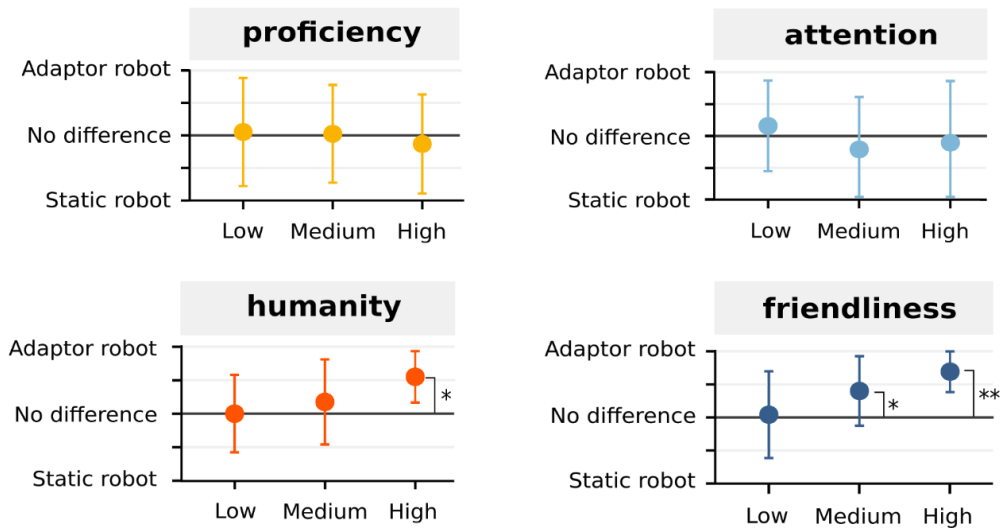 proficiency
Adaptor robot
No difference
Static robot
Low Medium High
attention
Adaptor robot
No difference
Static robot
Low Medium High
humanity
Adaptor robot
No difference
Static robot
*
Low Medium High
friendliness
Adaptor robot
No difference
Static robot
*
**
Low Medium High